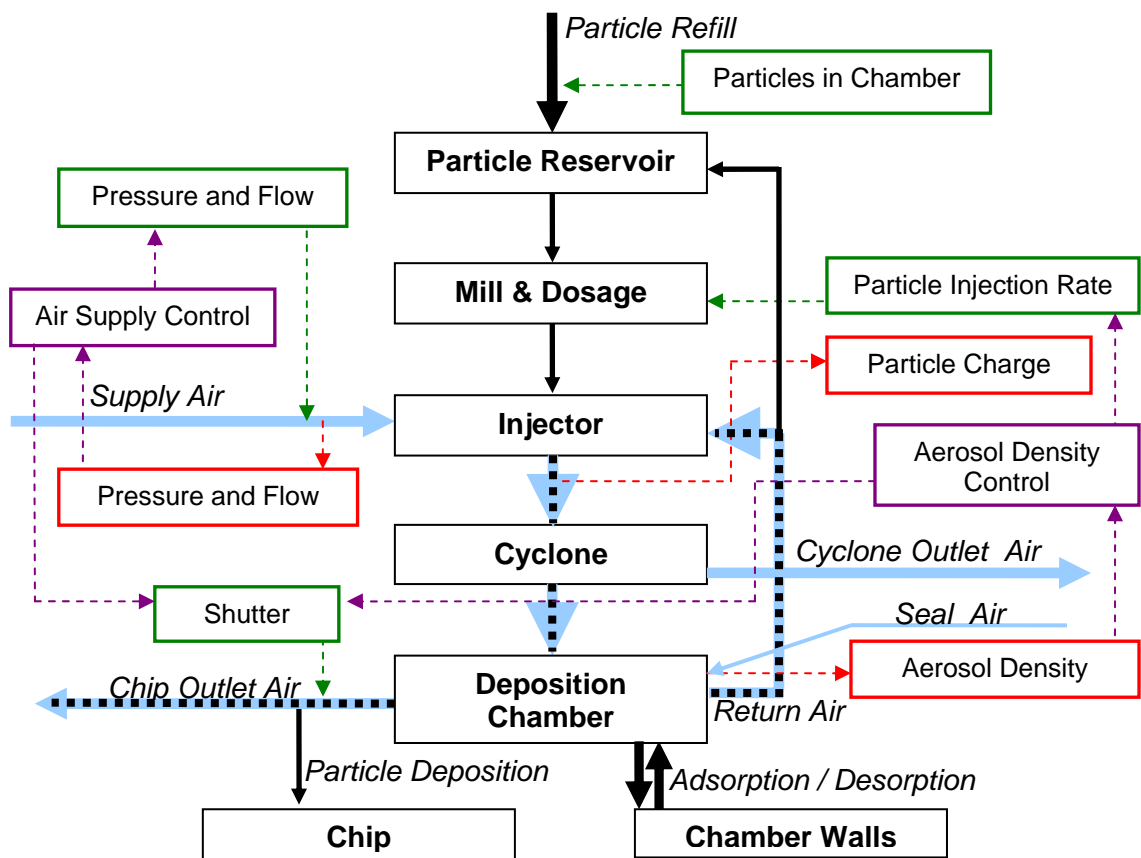 Particle Refill
Particles in Chamber
Particle Reservoir
Pressure and Flow
Mill & Dosage
Particle Injection Rate
Air Supply Control
Particle Charge
Supply Air
Injector
Aerosol Density
Control
Pressure and Flow
Cyclone
Cyclone Outlet Air
Shutter
Seal Air
Deposition
Chamber
Aerosol Density
Chip Outlet Air
Return Air
Particle Deposition
Adsorption / Desorption
Chip
Chamber Walls